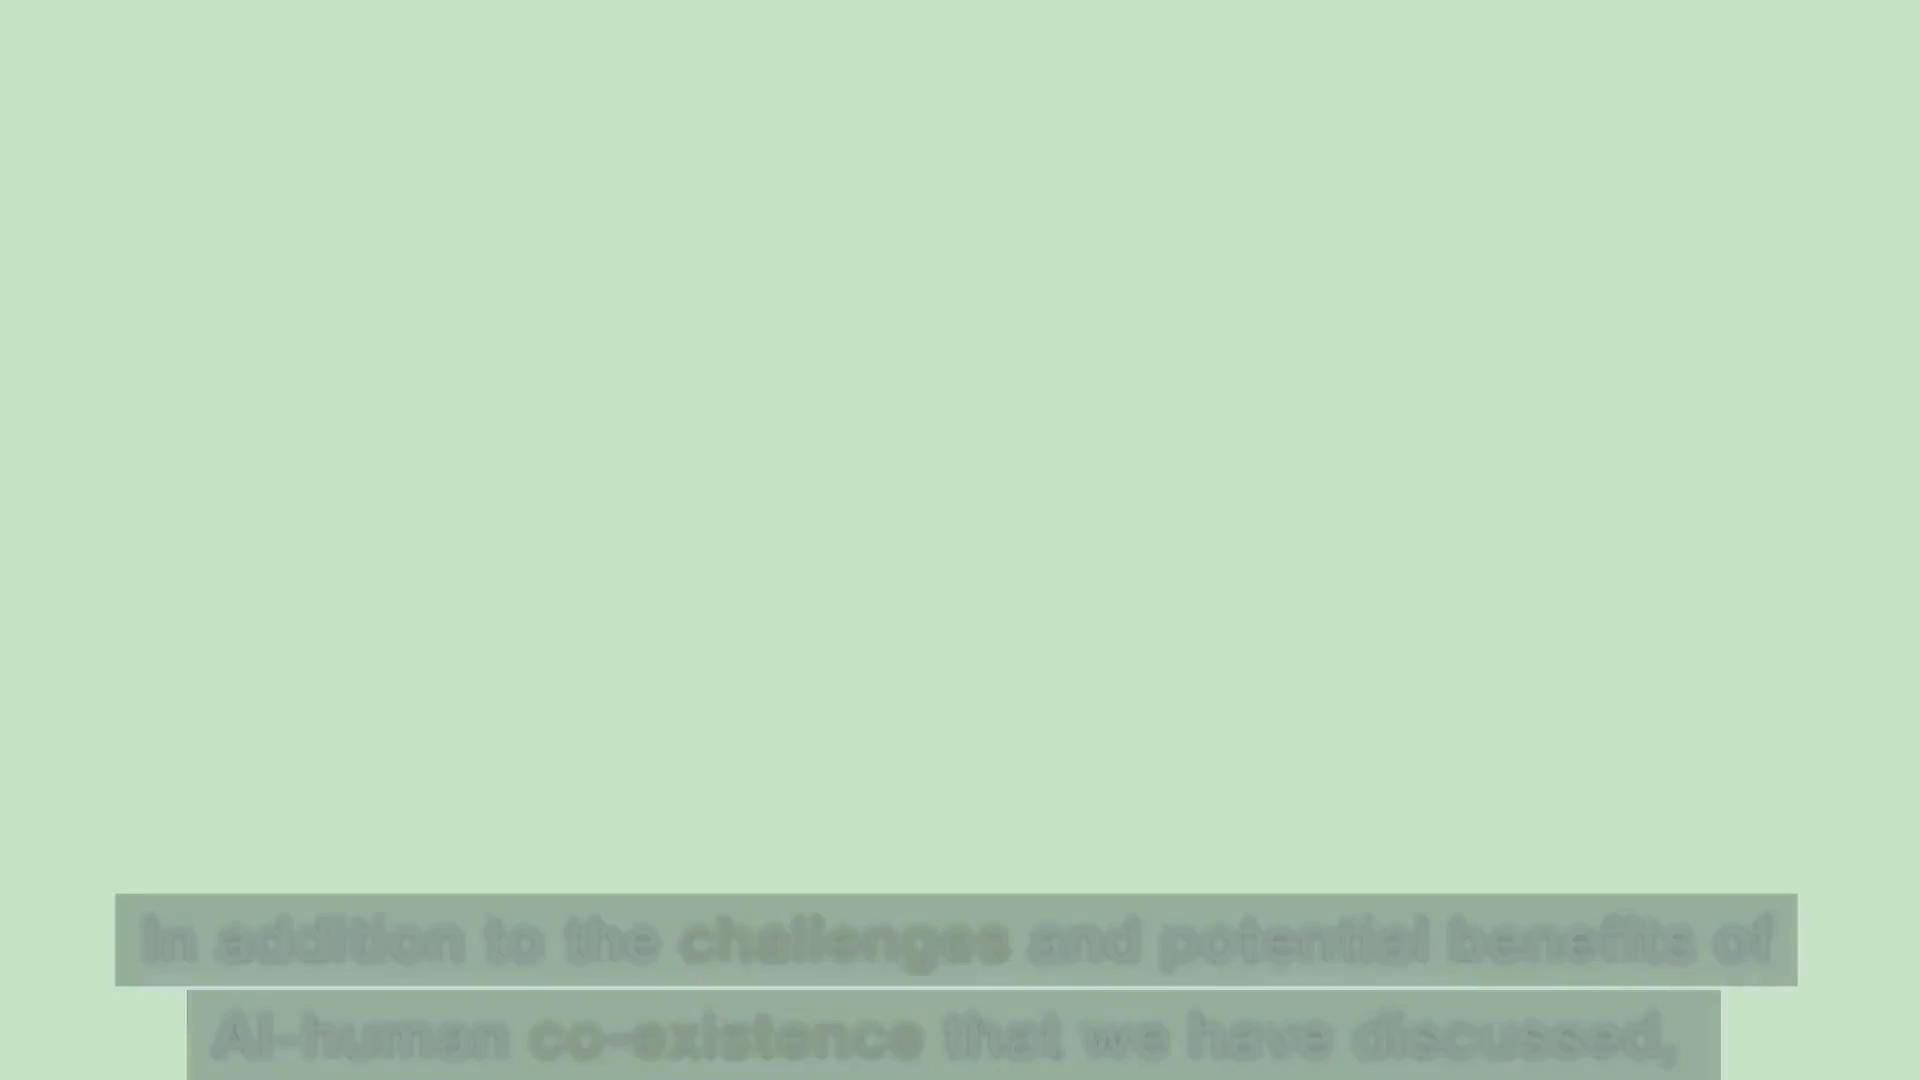 In addition to the challenges and potential benefits of
AI-human co-existence that we have discussed,